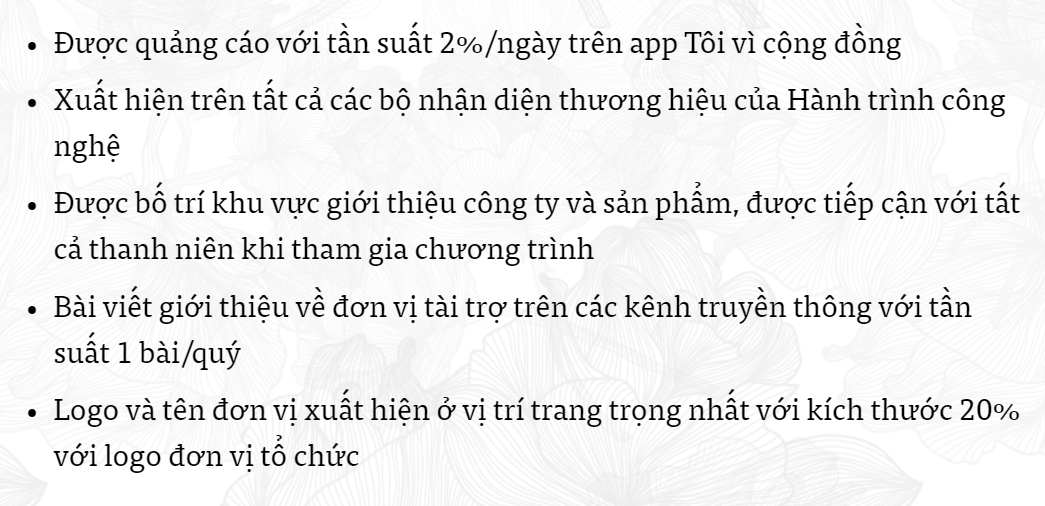 • Được quảng cáo với tần suất 2%/ngày trên app Tôi vì cộng đồng
• Xuất hiện trên tất cả các bộ nhận diện thương hiệu của Hành trình công
nghệ
• Được bố trí khu vực giới thiệu công ty và sản phẩm, được tiếp cận với tất
cả thanh niên khi tham gia chương trình
• Bài viết giới thiệu về đơn vị tài trợ trên các kênh truyền thông với tần
suất 1 bài/quý
• Logo và tên đơn vị xuất hiện ở vị trí trang trọng nhất với kích thước 20%
với logo đơn vị tổ chức